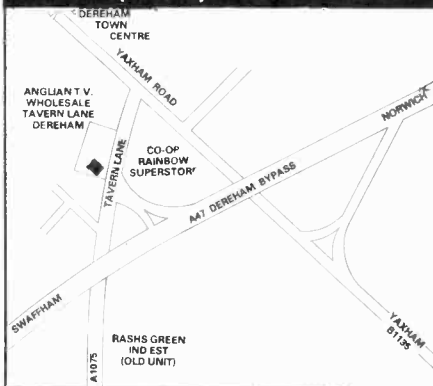 DEREHAM
TOWN
CENTRE
YAXHAM ROAD
ANGLIAN T.V.
WHOLESALE
TAVERN LANE
DEREHAM
NORWICH
CO-OP
RAINBOW
SUPERSTORE
TAVERN LANE
A47 DEREHAM BYPASS
SWAFFHAM
RASHS GREEN
IND EST
(OLD UNIT)
A1075
YAXHAM
B1135